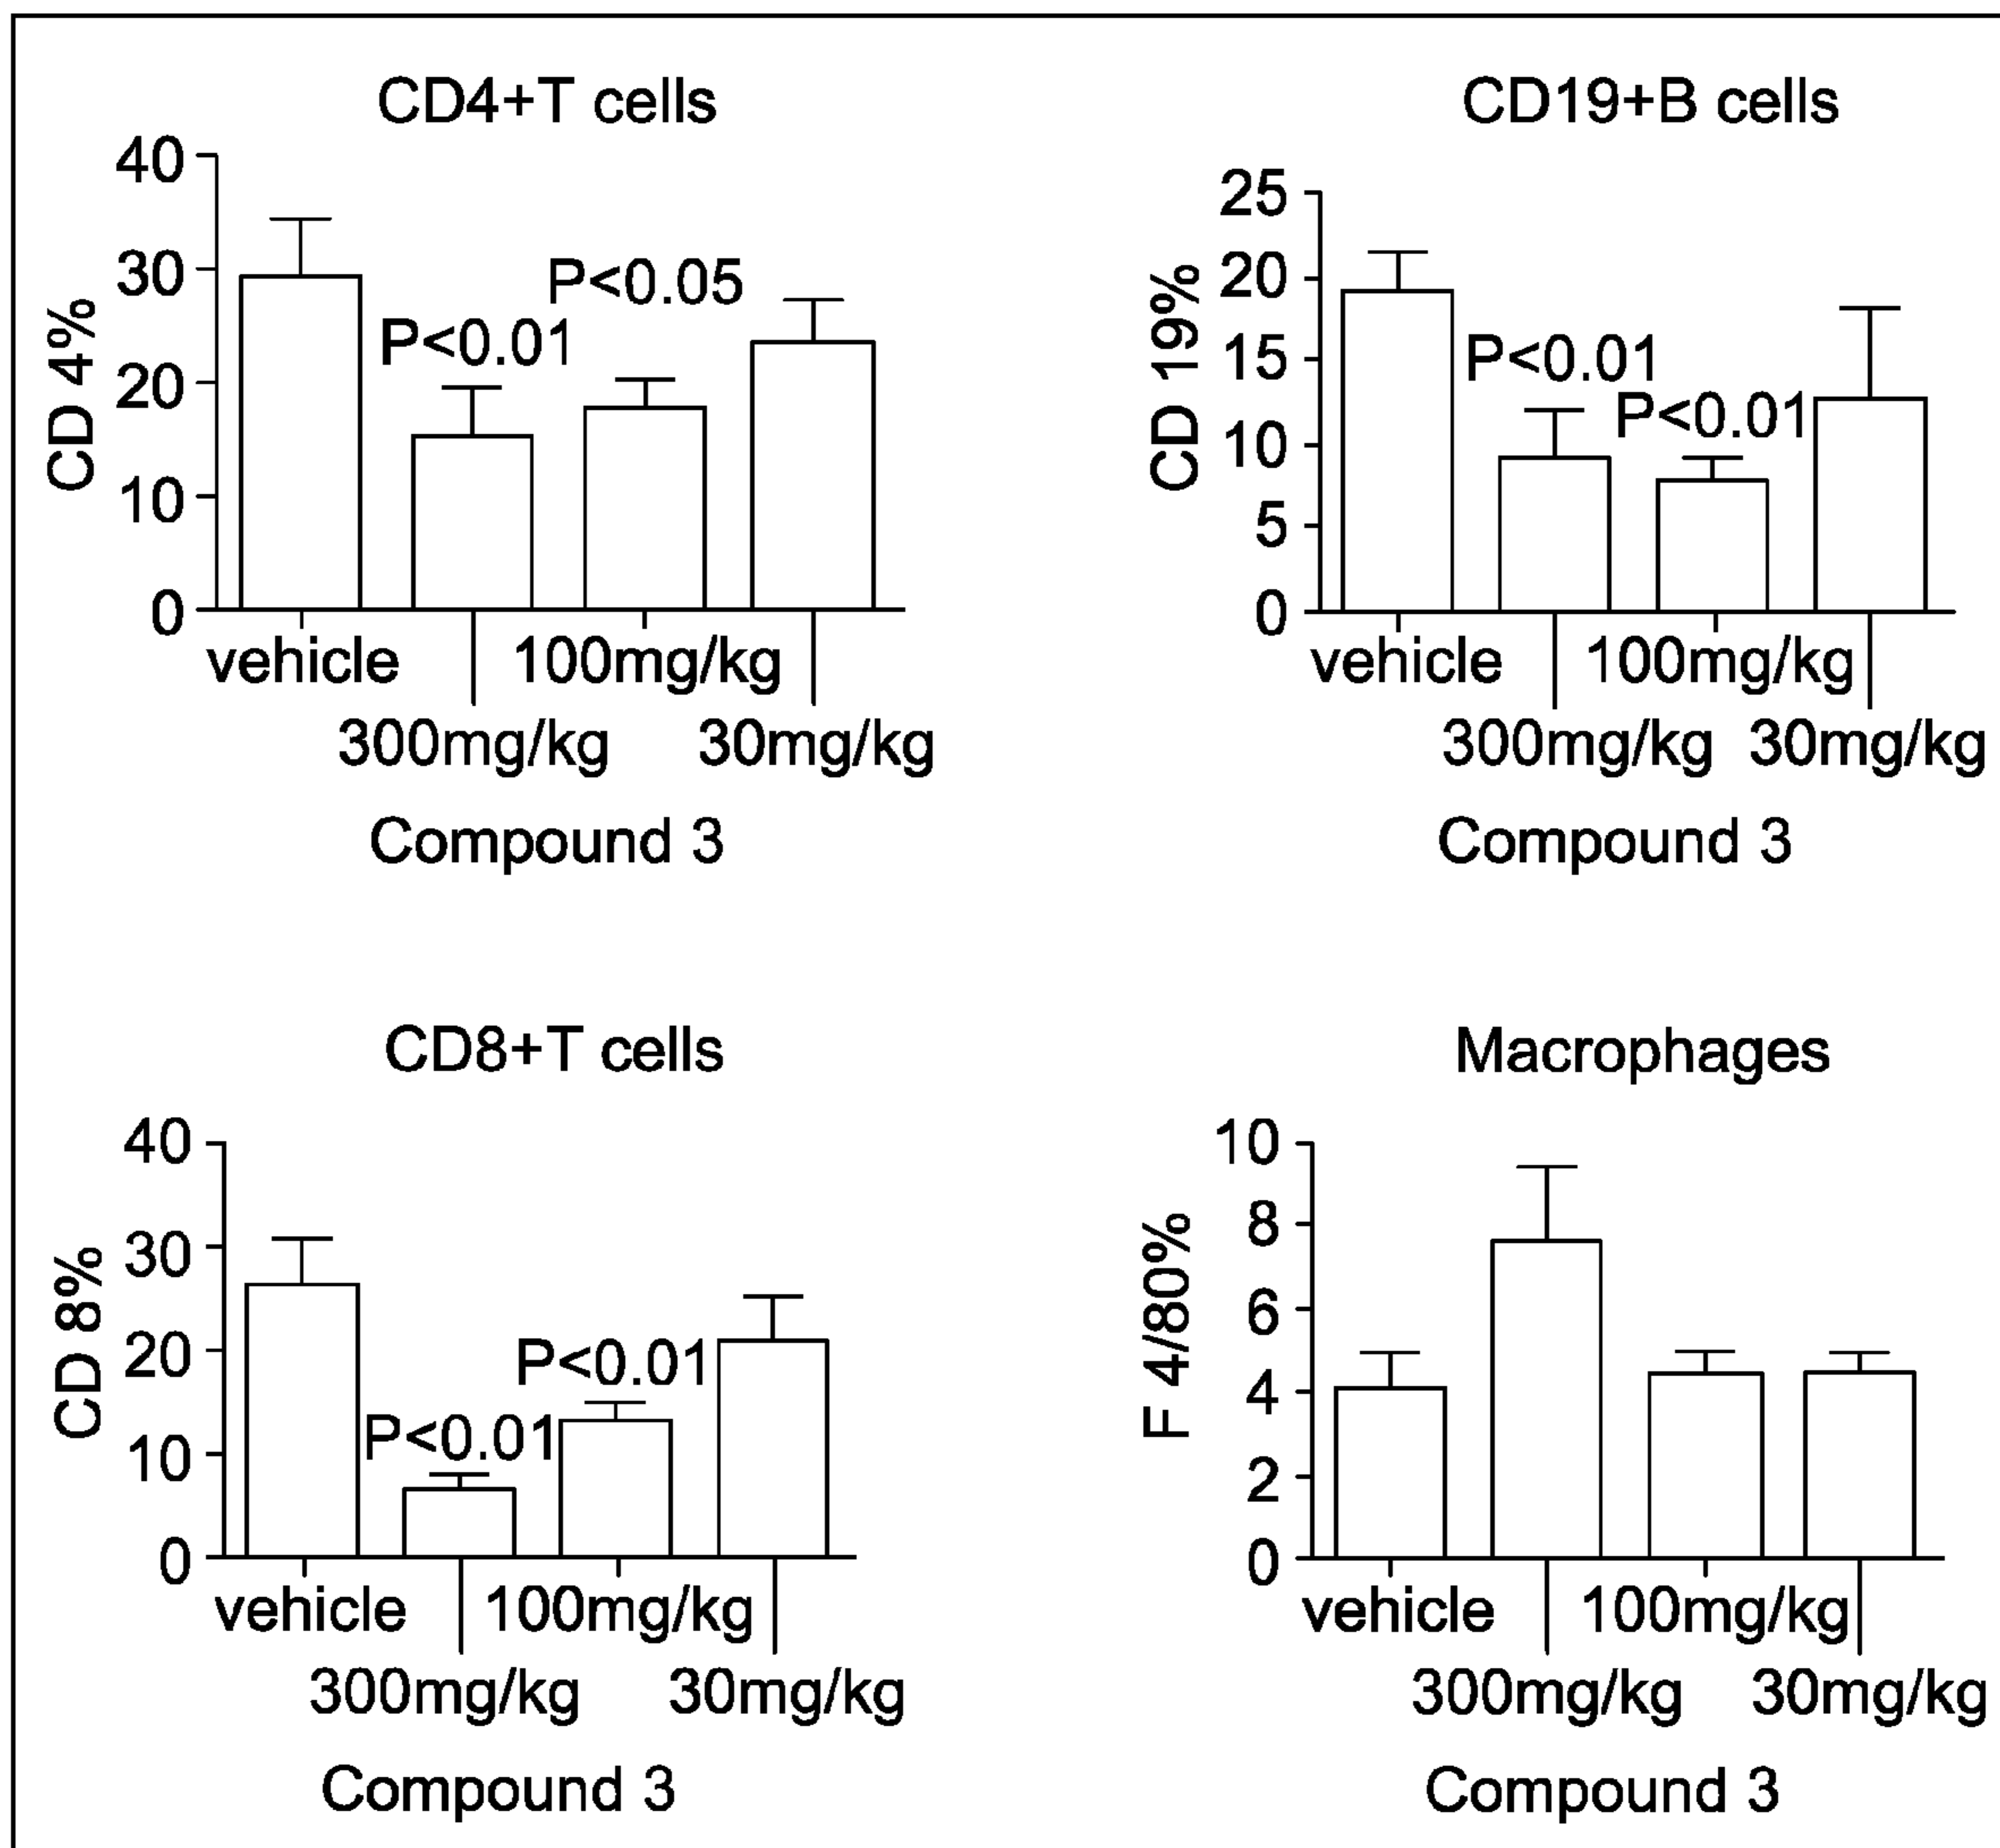 CD4+T cells
CD 4%
40
30
20
10
0
P<0.01
P<0.05
vehicle
100mg/kg
300mg/kg
30mg/kg
Compound 3
CD19+B cells
CD 19%
25
20
15
10
5
0
P<0.01
P<0.01
vehicle
100mg/kg
300mg/kg
30mg/kg
Compound 3
CD8+T cells
CD 8%
40
30
20
10
0
P<0.01
P<0.01
vehicle
100mg/kg
300mg/kg
30mg/kg
Compound 3
Macrophages
F 4/80%
10
8
6
4
2
0
vehicle
100mg/kg
300mg/kg
30mg/kg
Compound 3